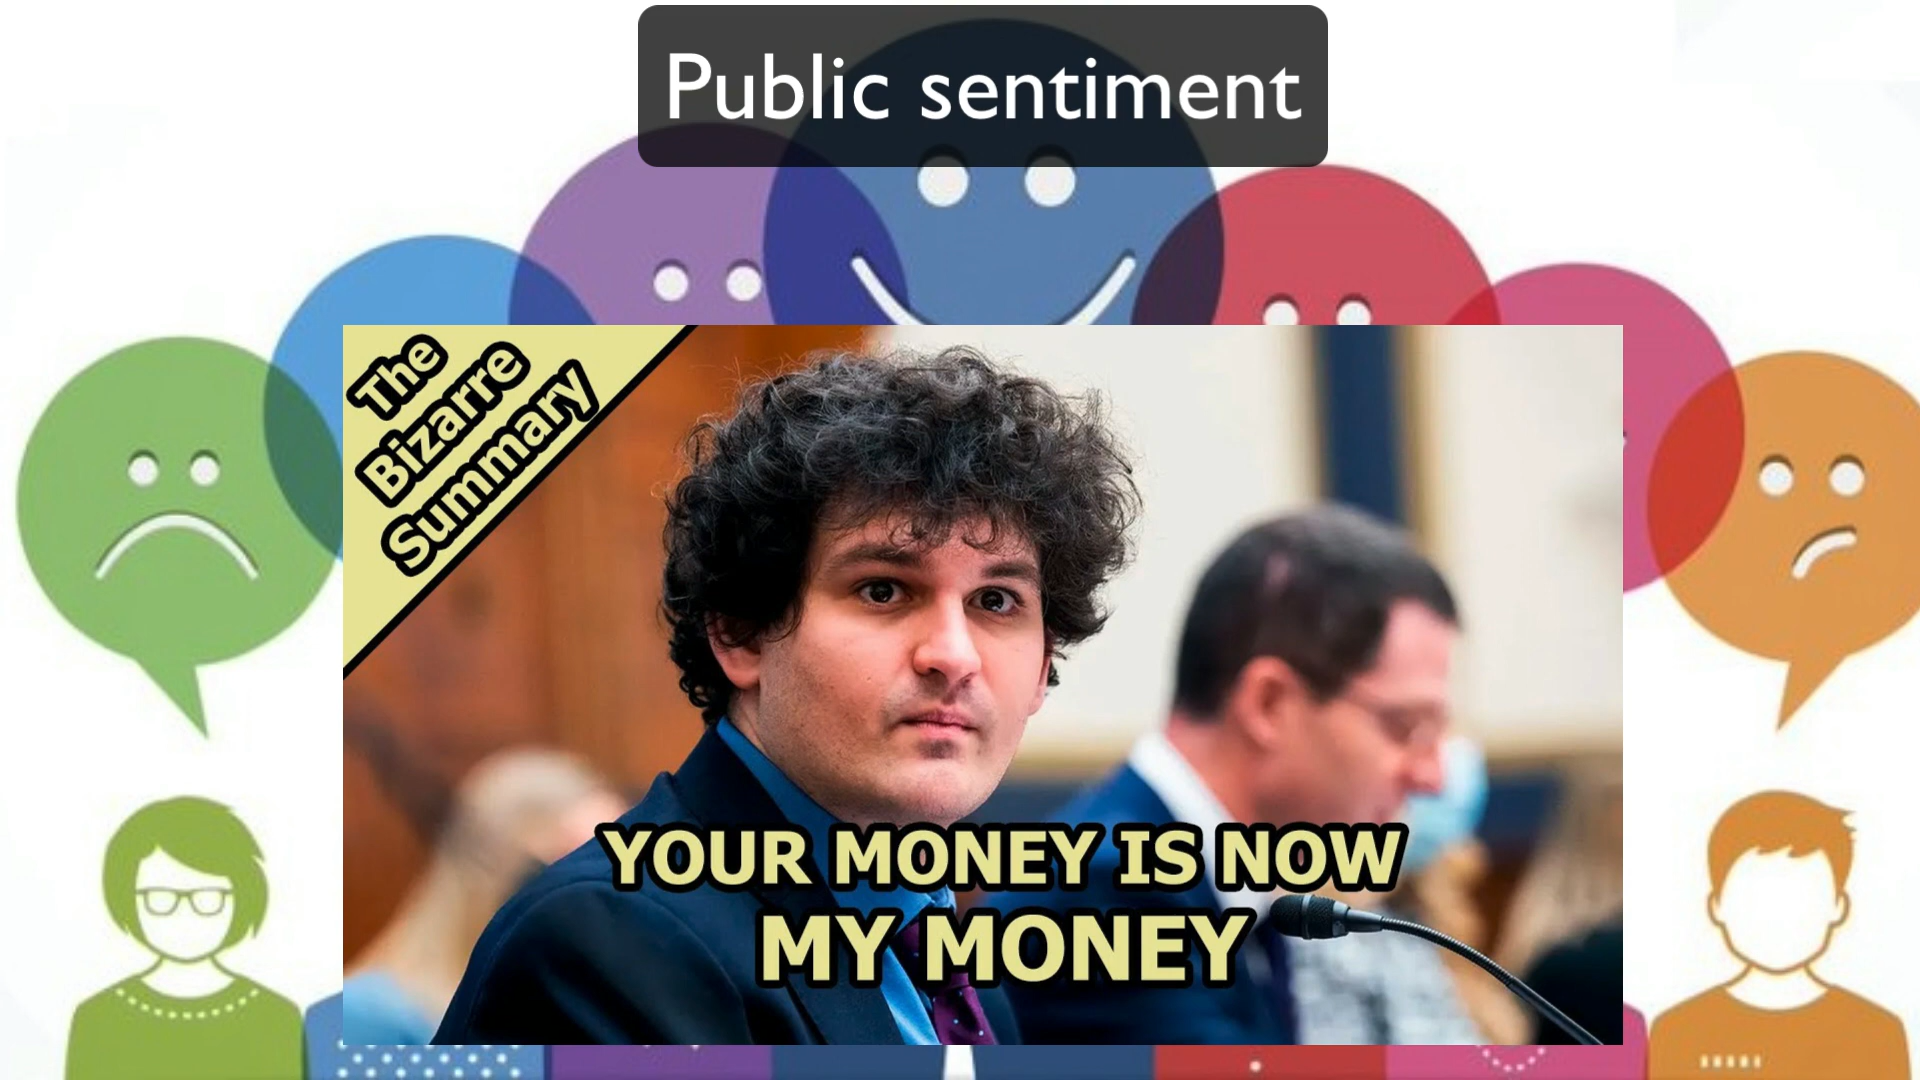 Public sentiment
The
Bizarre
Summary
YOUR MONEY IS NOW
MY MONEY